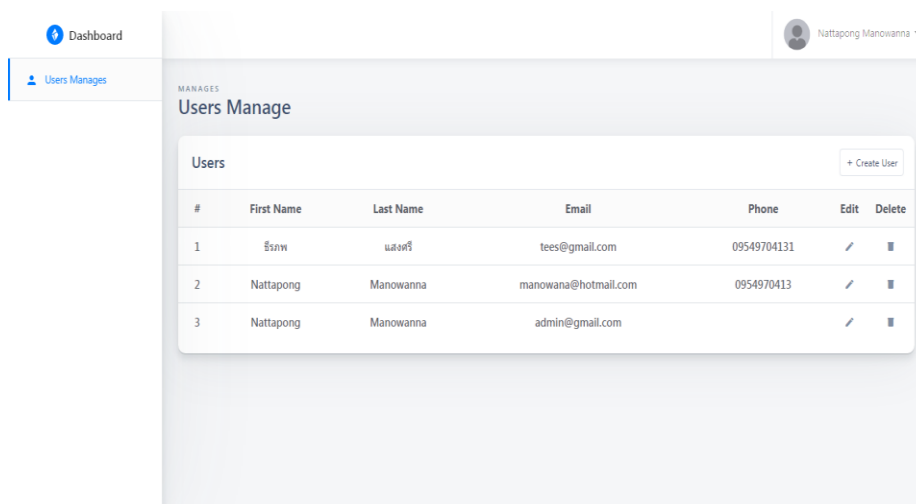 Dashboard
Nattapong Manowanna
Users Manages
MANAGES
Users Manage
Users
+ Create User
# First Name Last Name Email Phone Edit Delete
1 ธีรภพ แสงศรี tees@gmail.com 09549704131
2 Nattapong Manowanna manowana@hotmail.com 0954970413
3 Nattapong Manowanna admin@gmail.com